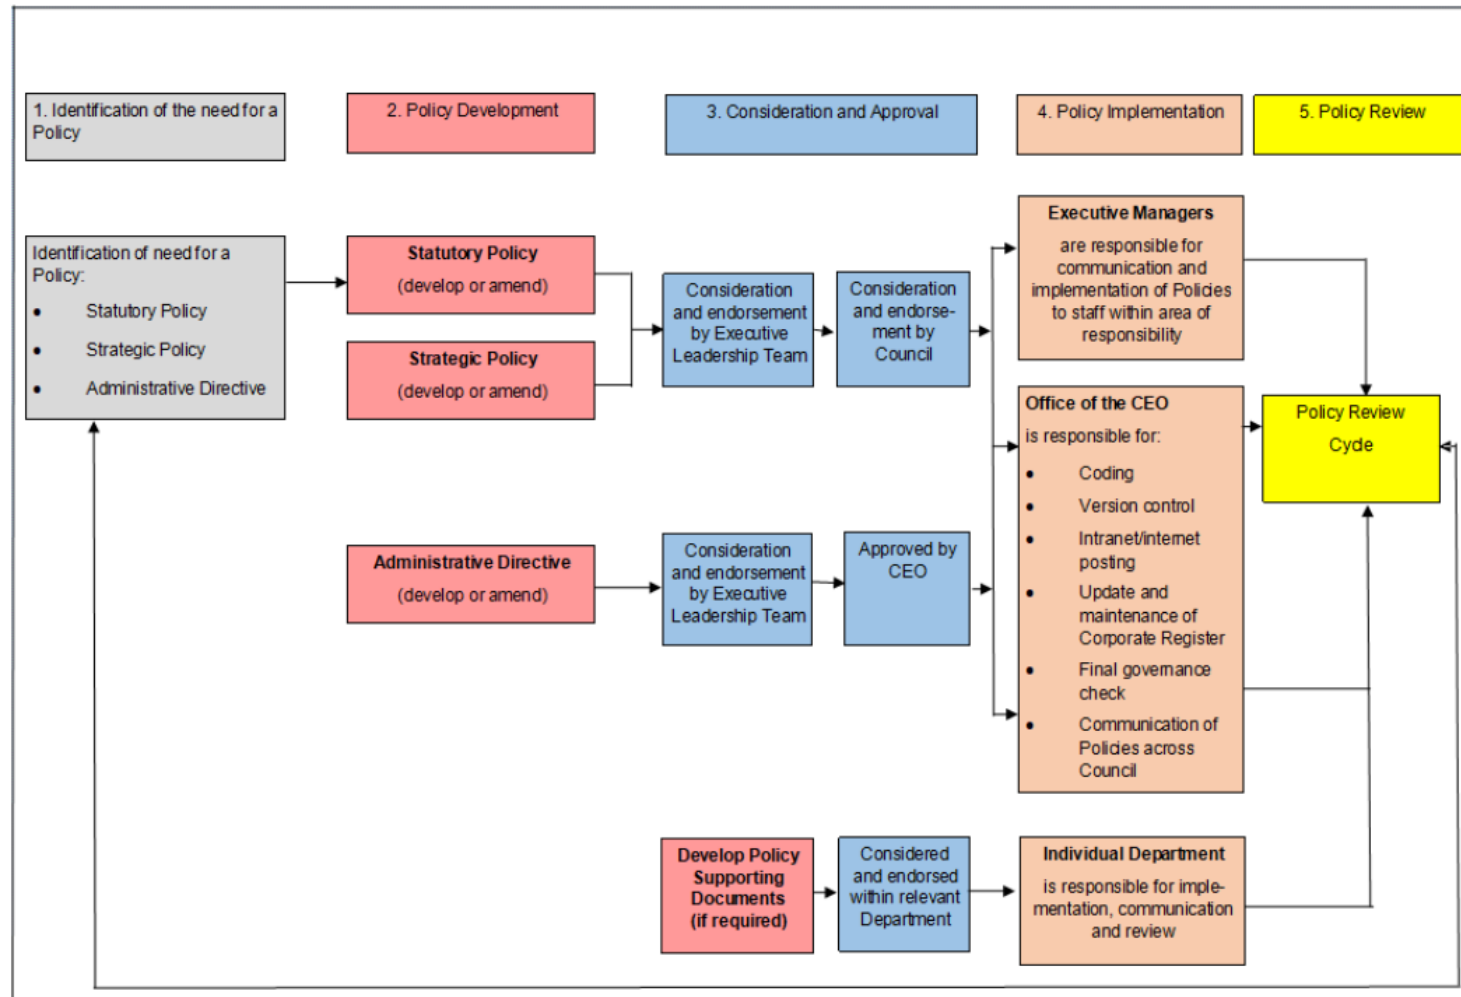 1. Identification of the need for a
Policy
2. Policy Development
3. Consideration and Approval
4. Policy Implementation
5. Policy Review
Identification of need for a
Policy:
• Statutory Policy
• Strategic Policy
• Administrative Directive
Statutory Policy
(develop or amend)
Strategic Policy
(develop or amend)
Consideration
and endorsement
by Executive
Leadership Team
Consideration
and endorse-
ment by
Council
Executive Managers
are responsible for
communication and
implementation of Policies
to staff within area of
responsibility
Office of the CEO
is responsible for:
• Coding
• Version control
• Intranet/internet
posting
• Update and
maintenance of
Corporate Register
• Final governance
check
• Communication of
Policies across
Council
Policy Review
Cycle
Administrative Directive
(develop or amend)
Consideration
and endorsement
by Executive
Leadership Team
Approved by
CEO
Develop Policy
Supporting
Documents
(if required)
Considered
and endorsed
within relevant
Department
Individual Department
is responsible for imple-
mentation, communication
and review